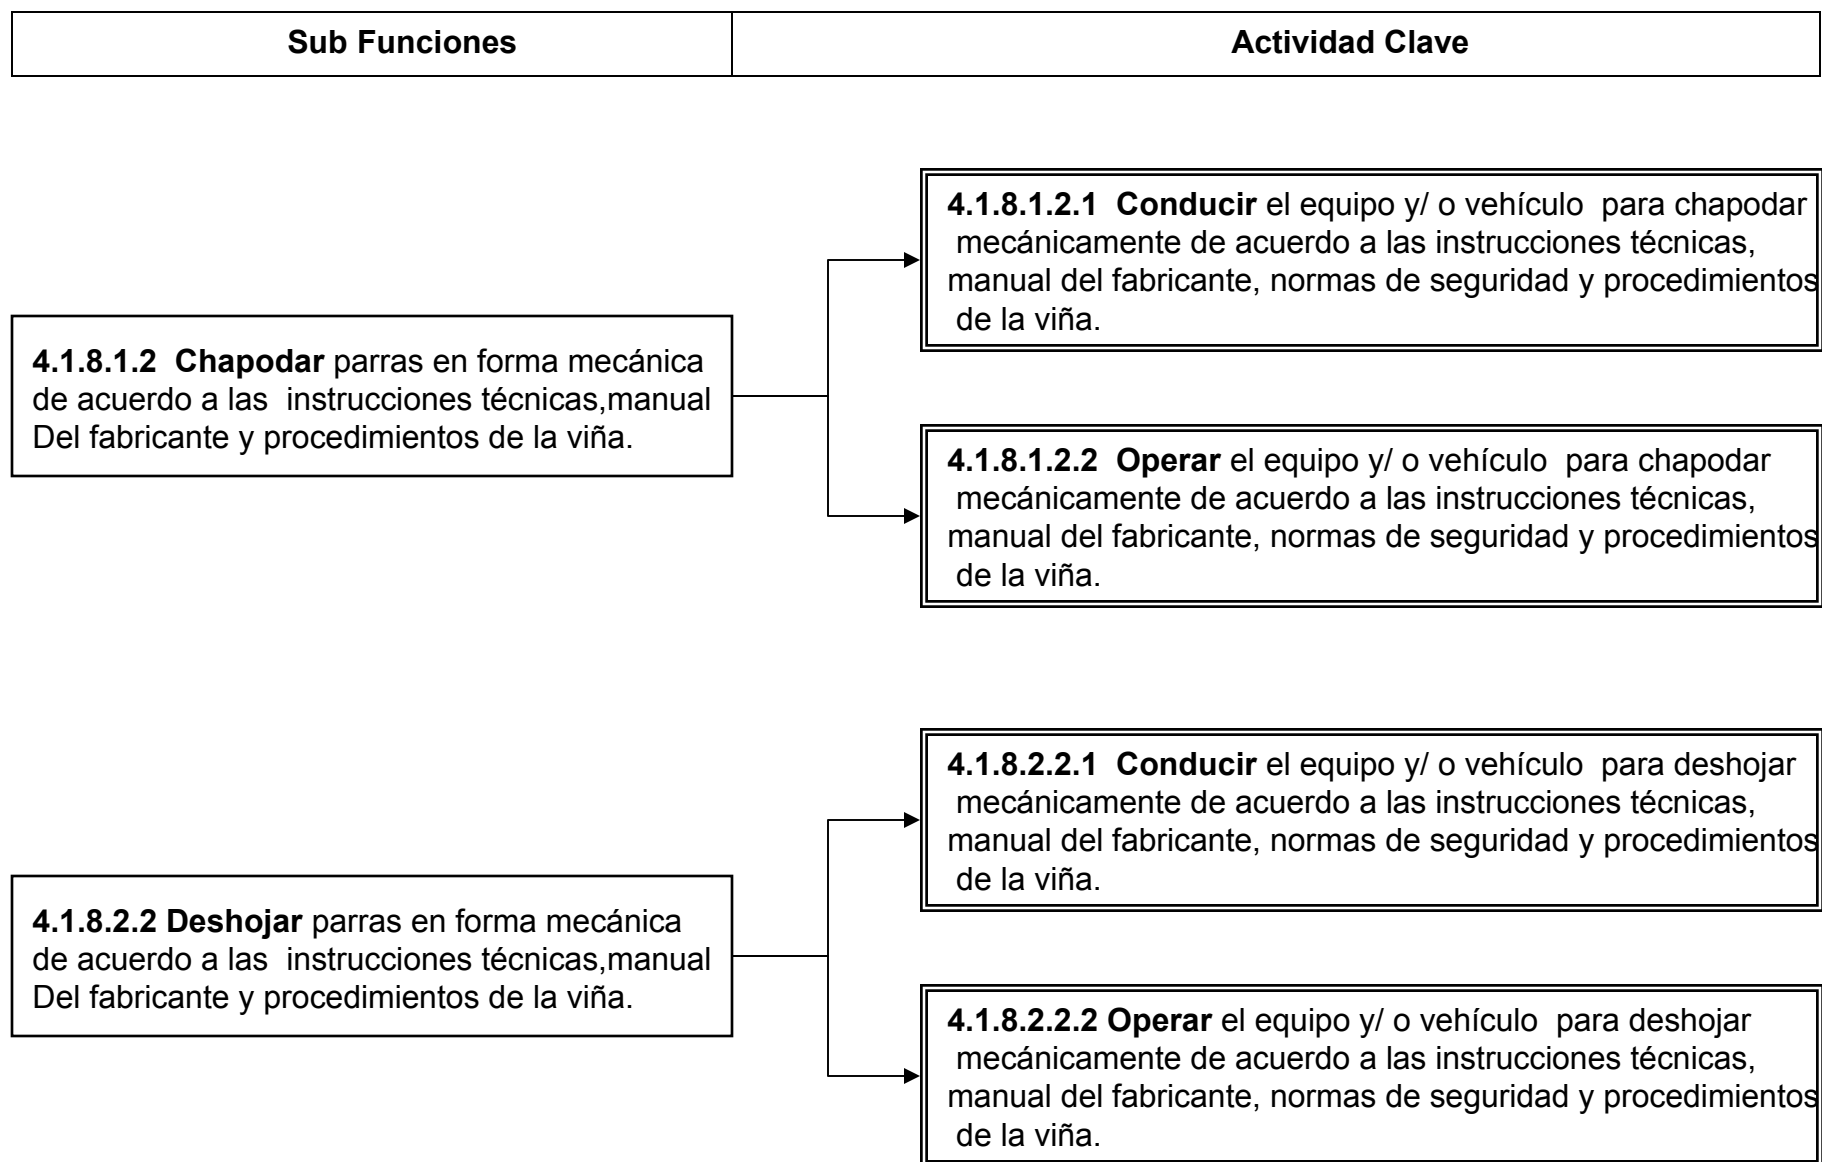 Sub Funciones
Actividad Clave
4.1.8.1.2  Chapodar parras en forma mecánica
de acuerdo a las  instrucciones técnicas,manual
Del fabricante y procedimientos de la viña.
4.1.8.1.2.1  Conducir el equipo y/ o vehículo  para chapodar
mecánicamente de acuerdo a las instrucciones técnicas,
manual del fabricante, normas de seguridad y procedimientos
de la viña.
4.1.8.1.2.2  Operar el equipo y/ o vehículo  para chapodar
mecánicamente de acuerdo a las instrucciones técnicas,
manual del fabricante, normas de seguridad y procedimientos
de la viña.
4.1.8.2.2 Deshojar parras en forma mecánica
de acuerdo a las  instrucciones técnicas,manual
Del fabricante y procedimientos de la viña.
4.1.8.2.2.1  Conducir el equipo y/ o vehículo  para deshojar
mecánicamente de acuerdo a las instrucciones técnicas,
manual del fabricante, normas de seguridad y procedimientos
de la viña.
4.1.8.2.2.2 Operar el equipo y/ o vehículo  para deshojar
mecánicamente de acuerdo a las instrucciones técnicas,
manual del fabricante, normas de seguridad y procedimientos
de la viña.